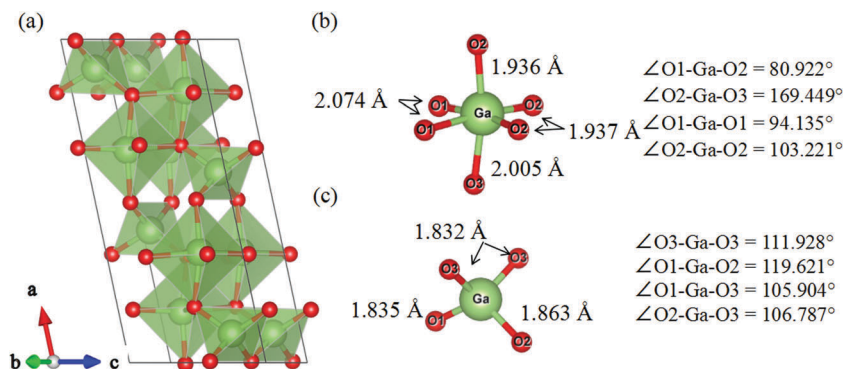 (a)
a
b
c
(b)
O2
1.936 Å
2.074 Å
O1
O2
Ga
O1
O2
1.937 Å
2.005 Å
O3
∠O1-Ga-O2 = 80.922°
∠O2-Ga-O3 = 169.449°
∠O1-Ga-O1 = 94.135°
∠O2-Ga-O2 = 103.221°
(c)
1.832 Å
O3
O3
Ga
1.835 Å
O1
1.863 Å
O2
∠O3-Ga-O3 = 111.928°
∠O1-Ga-O2 = 119.621°
∠O1-Ga-O3 = 105.904°
∠O2-Ga-O3 = 106.787°